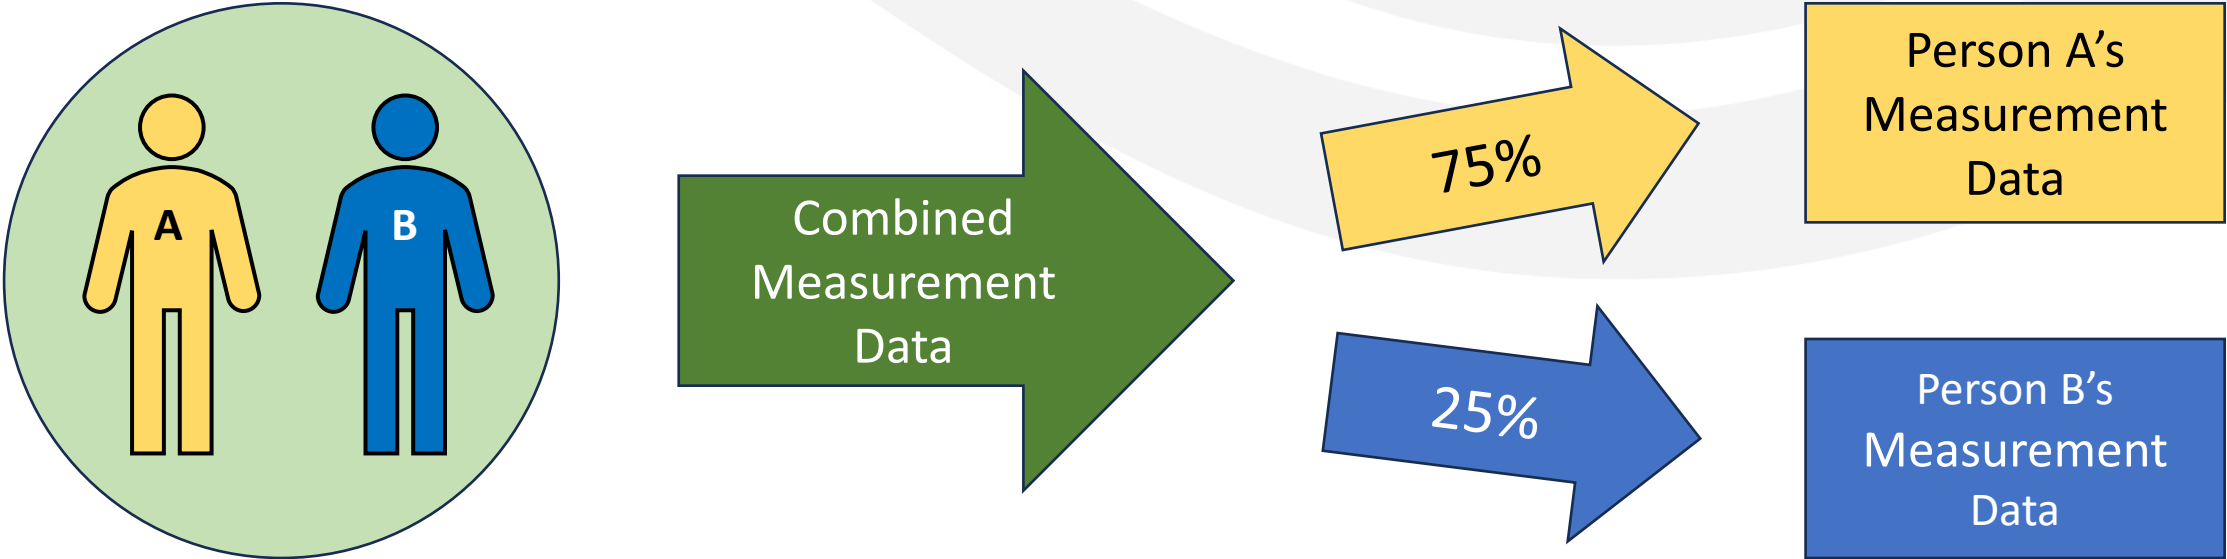 A
B
Combined
Measurement
Data
75%
25%
Person A’s
Measurement
Data
Person B’s
Measurement
Data